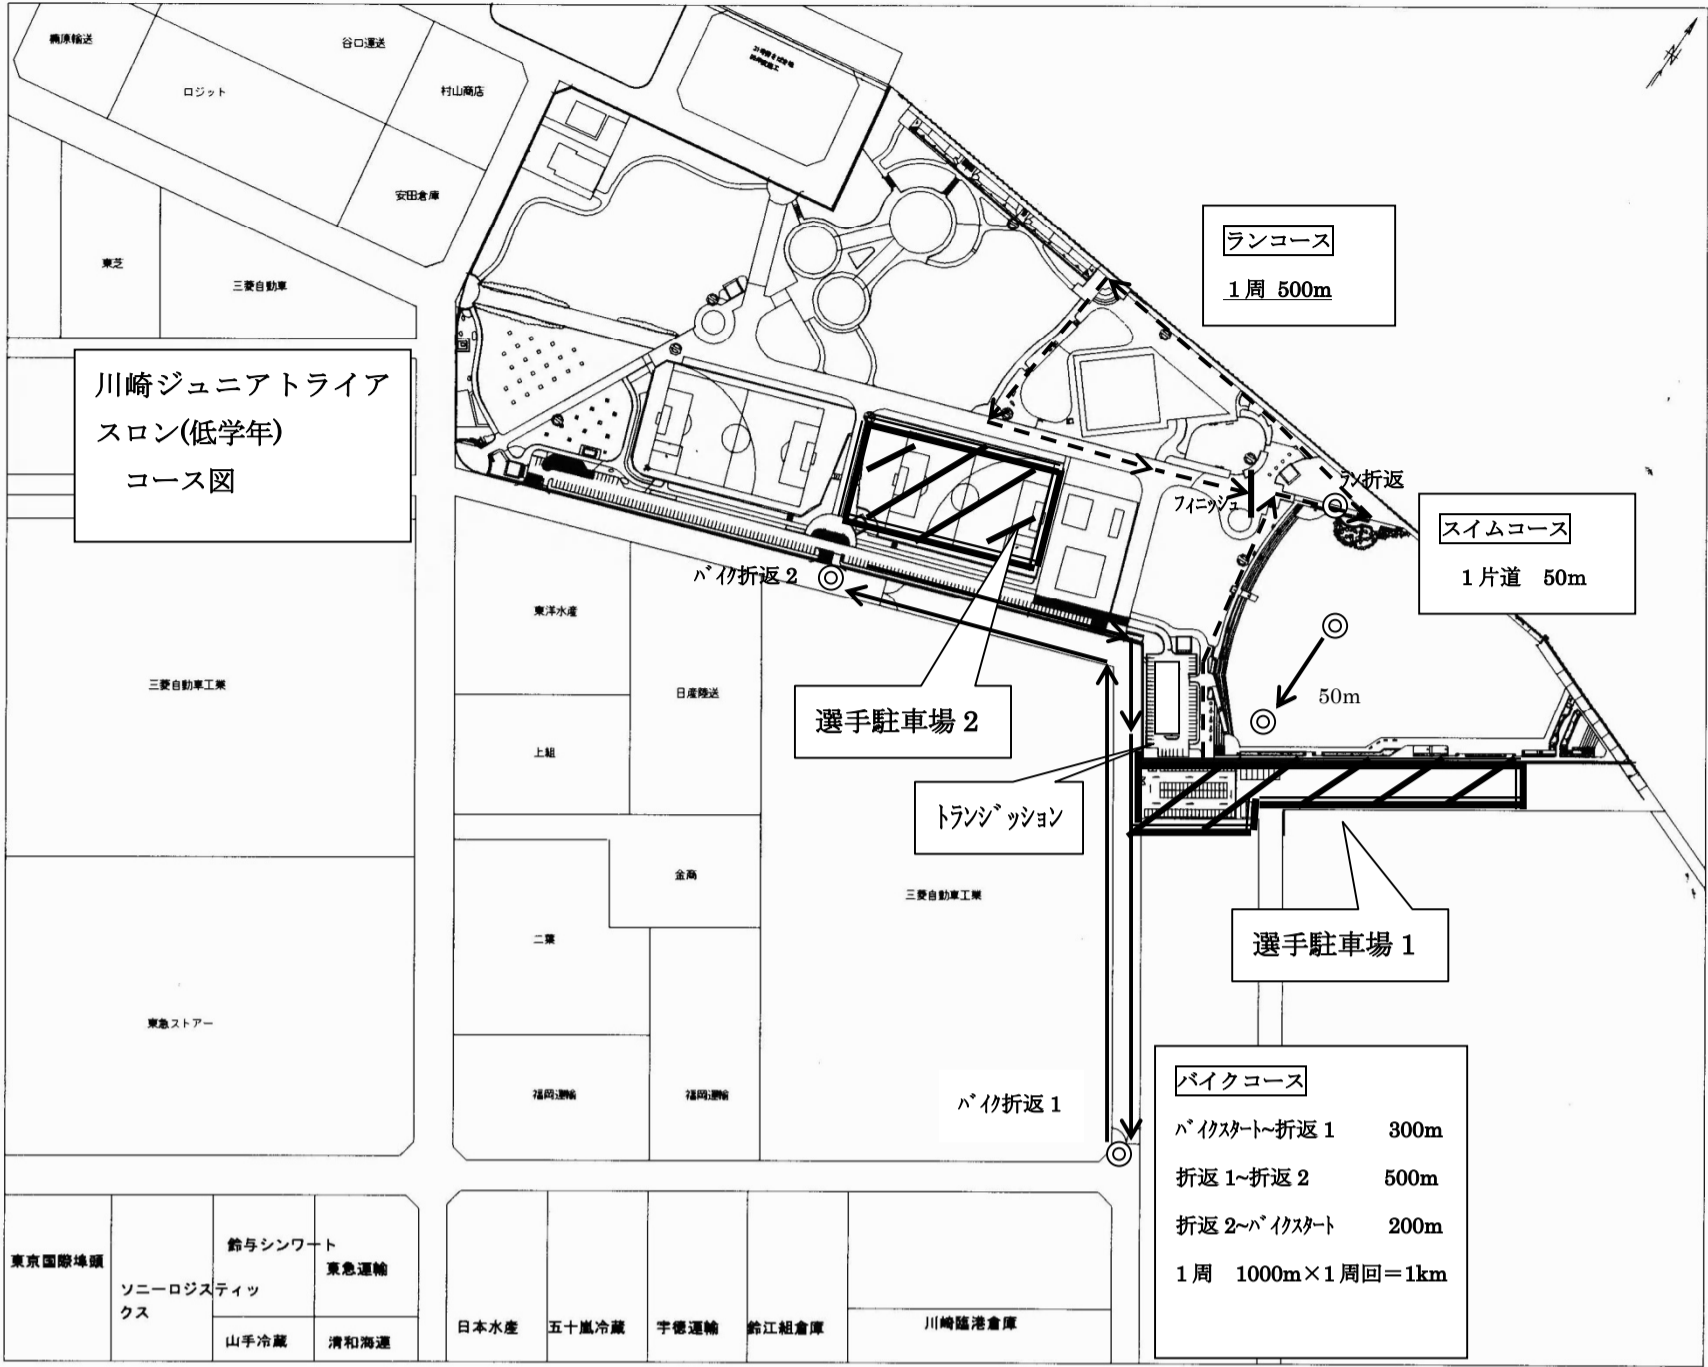 谷口運送
ロジット
村山商店
安田倉庫
東芝
三菱自動車
ランコース
1周 500m
川崎ジュニアトライア
スロン(低学年)
コース図
ラン折返
フィニッシュ
スイムコース
1片道 50m
バイク折返2
東洋水産
三菱自動車工業
日産陸送
50m
選手駐車場2
上組
トランジッション
金商
三菱自動車工業
二葉
選手駐車場1
東急ストアー
福岡運輸
福岡運輸
バイク折返1
バイクコース
バイクスタート~折返1 300m
折返1~折返2 500m
折返2~バイクスタート 200m
1周 1000m×1周回=1km
東京国際埠頭
ソニーロジスティッ
クス
鈴与シンワート
東急運輸
山手冷蔵
清和海運
日本水産
五十嵐冷蔵
宇徳運輸
鈴江組倉庫
川崎臨港倉庫